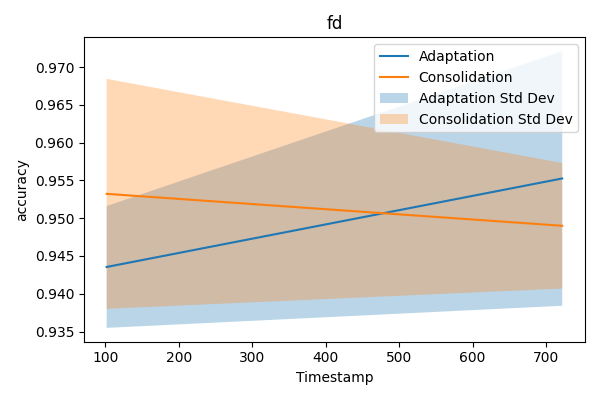 fd
accuracy
0.970
0.965
0.960
0.955
0.950
0.945
0.940
0.935
Adaptation
Consolidation
Adaptation Std Dev
Consolidation Std Dev
100 200 300 400 500 600 700
Timestamp